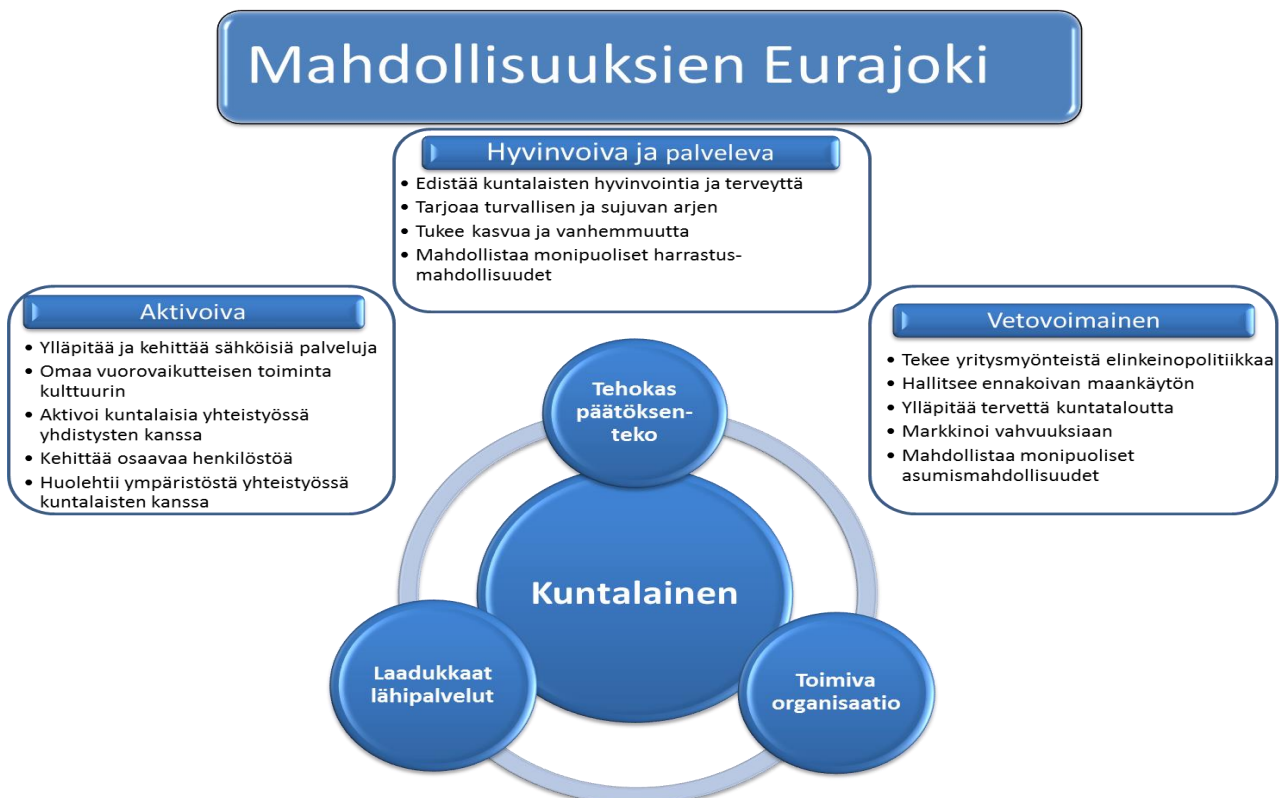 Mahdollisuuksien Eurajoki
Hyvinvoiva ja palveleva
• Edistää kuntalaisten hyvinvointia ja terveyttä
• Tarjoaa turvallisen ja sujuvan arjen
• Tukee kasvua ja vanhemmuutta
• Mahdollistaa monipuoliset harrastus-
mahdollisuudet
Aktivoiva
• Ylläpitää ja kehittää sähköisiä palveluja
• Omaa vuorovaikutteisen toiminta
kulttuurin
• Aktivoi kuntalaisia yhteistyössä
yhdistysten kanssa
• Kehittää osaavaa henkilöstöä
• Huolehtii ympäristöstä yhteistyössä
kuntalaisten kanssa
Vetovoimainen
• Tekee yritysmyönteistä elinkeinopolitiikkaa
• Hallitsee ennakoivan maankäytön
• Ylläpitää tervettä kuntataloutta
• Markkinoi vahvuuksiaan
• Mahdollistaa monipuoliset
asumismahdollisuudet
Tehokas
päätöksen-
teko
Kuntalainen
Laadukkaat
lähipalvelut
Toimiva
organisaatio